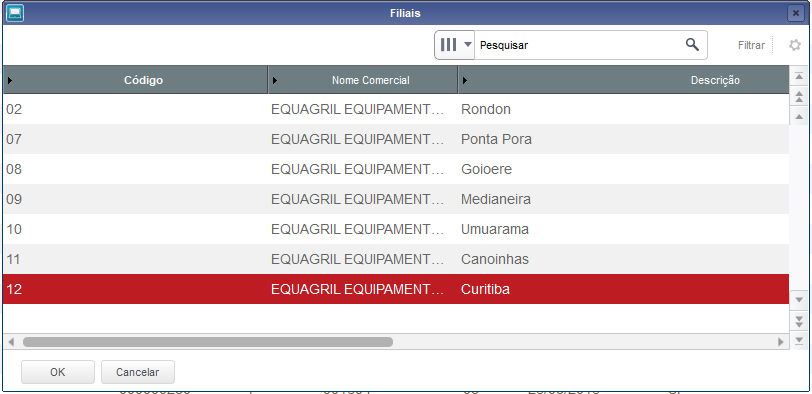 Filiais
Pesquisar Filtrar
Código Nome Comercial Descrição
02 EQUAGRIL EQUIPAMENT... Rondon
07 EQUAGRIL EQUIPAMENT... Ponta Pora
08 EQUAGRIL EQUIPAMENT... Goioere
09 EQUAGRIL EQUIPAMENT... Medianeira
10 EQUAGRIL EQUIPAMENT... Umuarama
11 EQUAGRIL EQUIPAMENT... Canoinhas
12 EQUAGRIL EQUIPAMENT... Curitiba
OK Cancelar